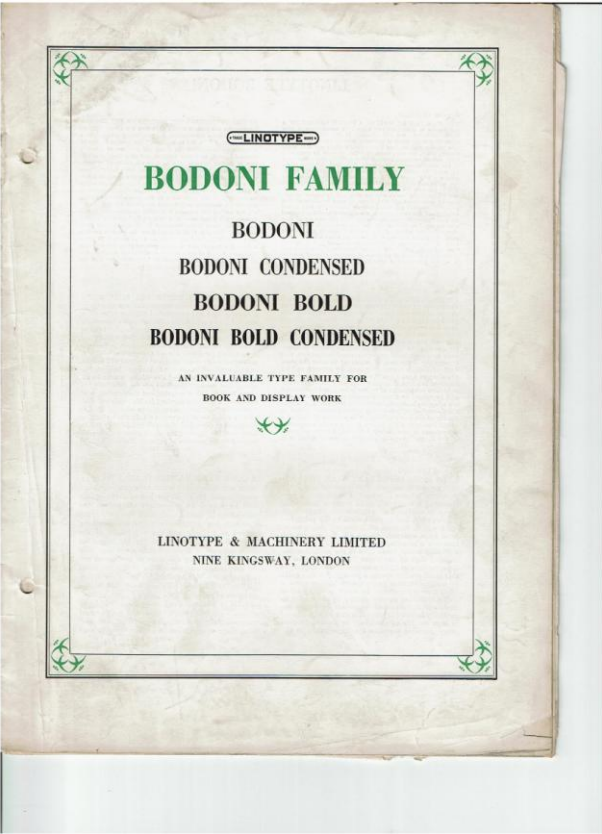 LINOTYPE
BODONI FAMILY
BODONI
BODONI CONDENSED
BODONI BOLD
BODONI BOLD CONDENSED
AN INVALUABLE TYPE FAMILY FOR
BOOK AND DISPLAY WORK
LINOTYPE & MACHINERY LIMITED
NINE KINGSWAY, LONDON